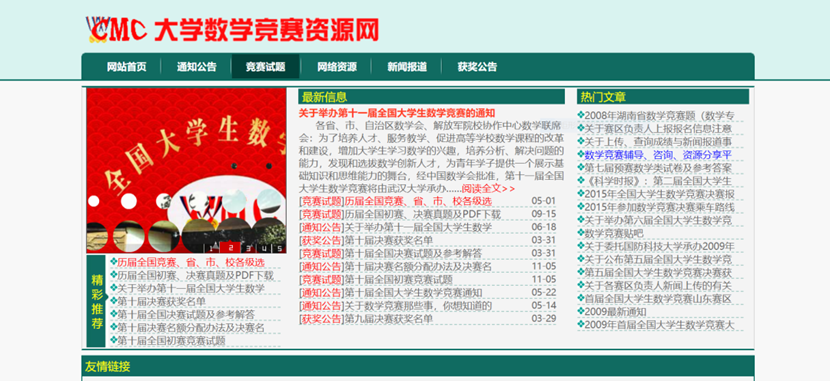 CMC 大学数学竞赛资源网
网站首页 通知公告 竞赛试题 网络资源 新闻报道 获奖公告
全国大学生数学
1 2 3 4 5
精彩推荐
历届全国竞赛、省、市、校各级选
历届全国初赛、决赛真题及PDF下载
关于举办第十一届全国大学生数学
第十届决赛获奖名单
第十届全国决赛试题及参考解答
第十届决赛名额分配办法及决赛名
第十届全国初赛竞赛试题
最新信息
关于举办第十一届全国大学生数学竞赛的通知
各省、市、自治区数学会、解放军院校协作中心数学联席
会：为了培养人才、服务教学、促进高等学校数学课程的改革
和建设，增加大学生学习数学的兴趣，培养分析、解决问题的
能力，发现和选拔数学创新人才，为青年学子提供一个展示基
础知识和思维能力的舞台，经中国数学会批准，第十一届全国
大学生数学竞赛将由武汉大学承办......阅读全文>>
[竞赛试题]历届全国竞赛、省、市、校各级选 05-01
[竞赛试题]历届全国初赛、决赛真题及PDF下载 09-15
[通知公告]关于举办第十一届全国大学生数学 06-18
[获奖公告]第十届决赛获奖名单 03-31
[竞赛试题]第十届全国决赛试题及参考解答 03-31
[通知公告]第十届决赛名额分配办法及决赛名 11-05
[竞赛试题]第十届全国初赛竞赛试题 11-05
[通知公告]第十届全国大学生数学竞赛通知 05-22
[通知公告]关于数学竞赛那些事，你想知道的 05-14
[获奖公告]第九届决赛获奖名单 03-29
热门文章
2008年湖南省数学竞赛题（数学专
关于赛区负责人上报报名信息注意
关于上传、查询成绩与新闻报道事
数学竞赛辅导、咨询、资源分享平
第七届预赛数学类试卷及参考答案
《科学时报》：第二届全国大学生
2015年全国大学生数学竞赛决赛报
2015年参加数学竞赛决赛乘车路线
关于举办第六届全国大学生数学竞
数学竞赛贴吧
关于委托国防科技大学承办2009年
关于公布第五届全国大学生数学竞
第五届全国大学生数学竞赛决赛获
关于各赛区负责人新闻上传的有关
首届全国大学生数学竞赛山东赛区
2009最新通知
2009年首届全国大学生数学竞赛大
友情链接